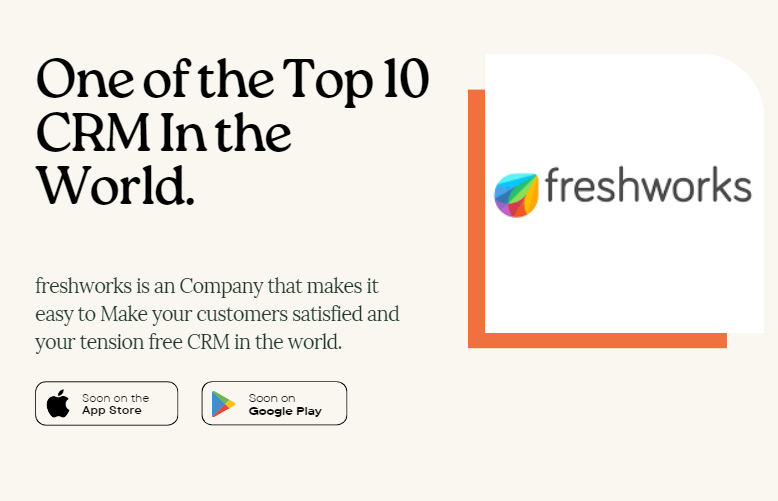 One of the Top 10
CRM In the
World.
freshworks
freshworks is an Company that makes it
easy to Make your customers satisfied and
your tension free CRM in the world.
Soon on the
App Store
Soon on
Google Play